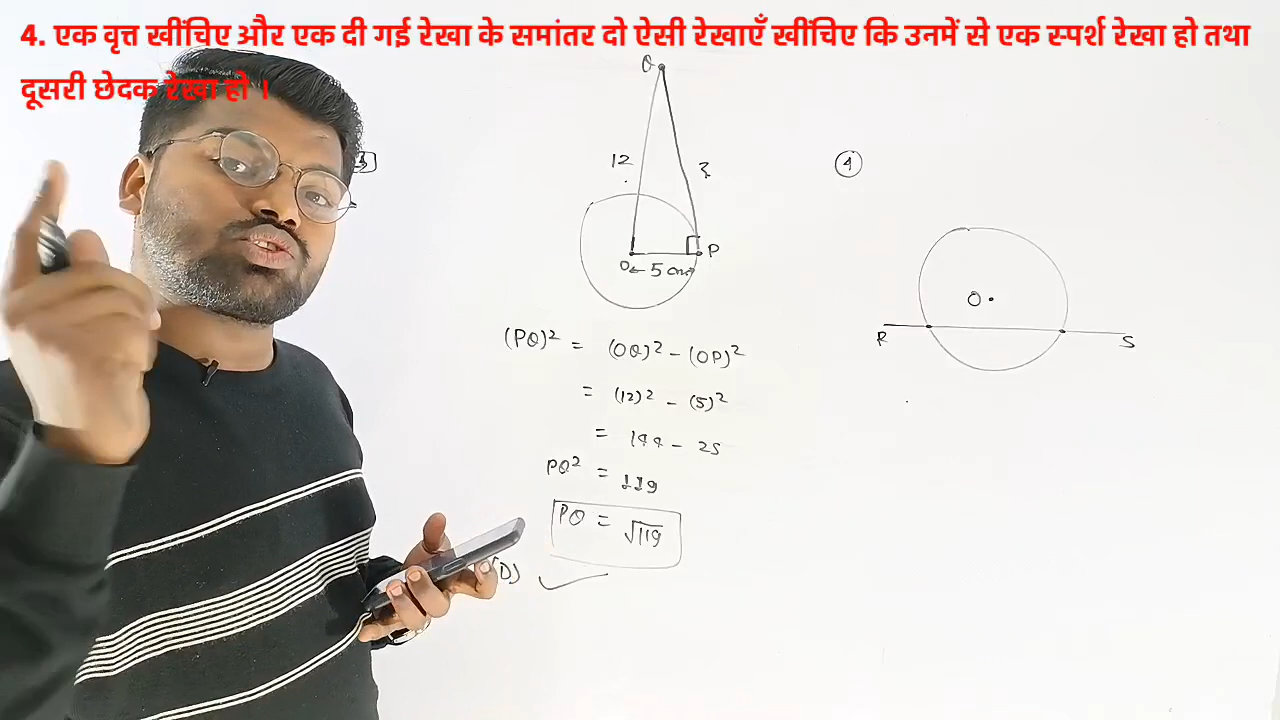 4. एक वृत्त खींचिए और एक दी गई रेखा के समांतर दो ऐसी रेखाएँ खींचिए कि उनमें से एक स्पर्श रेखा हो तथा
दूसरी छेदक रेखा हो ।
Q
12
?
O
← 5 cm →
P
(PQ)² = (OQ)² - (OP)²
= (12)² - (5)²
= 144 - 25
PQ² = 119
PQ = √119
(D)
4
O
R
S